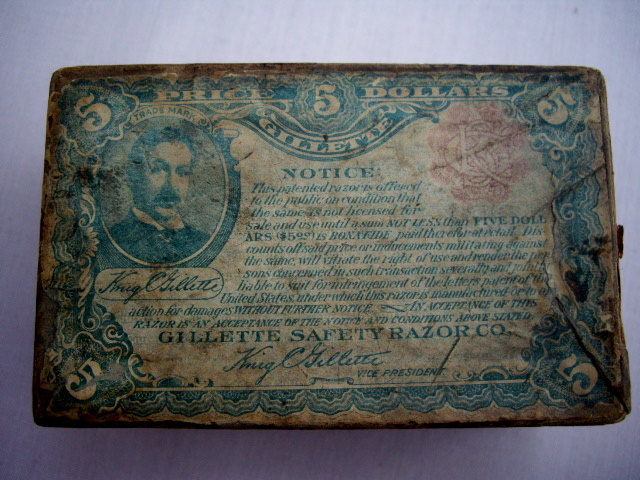 5 PRICE 5 DOLLARS 5
TRADE MARK
GILLETTE
NOTICE!
This patented razor is offered
to the public on condition that
the same is not licensed for
sale and use until a sum NOT LESS than FIVE DOLL
ARS ($5.00) is BONA FIDE paid therefor at retail. Dis
counts off said price or inducements militating against
the same, will vitiate the right of use and render the per
sons concerned in such transaction severally and jointly
liable to suit for infringement of the letters patent of the
United States, under which this razor is manufactured or to an
action for damages WITHOUT FURTHER NOTICE. IN ACCEPTANCE OF THIS
RAZOR IS AN ACCEPTANCE OF THE NOTICE AND CONDITIONS ABOVE STATED.
King C Gillette
GILLETTE SAFETY RAZOR CO.
King C Gillette
VICE PRESIDENT
5 5